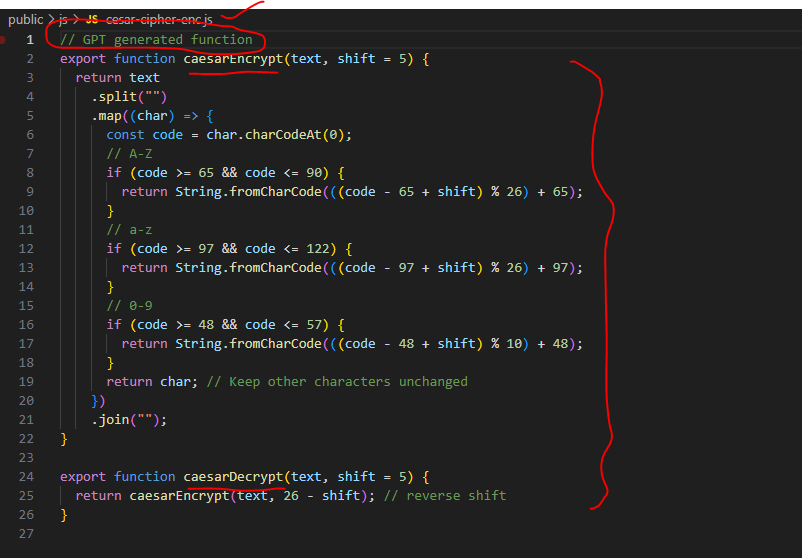 public > js > JS cesar-cipher-enc.js
1 // GPT generated function
2 export function caesarEncrypt(text, shift = 5) {
3   return text
4     .split("")
5     .map((char) => {
6       const code = char.charCodeAt(0);
7       // A-Z
8       if (code >= 65 && code <= 90) {
9         return String.fromCharCode(((code - 65 + shift) % 26) + 65);
10       }
11       // a-z
12       if (code >= 97 && code <= 122) {
13         return String.fromCharCode(((code - 97 + shift) % 26) + 97);
14       }
15       // 0-9
16       if (code >= 48 && code <= 57) {
17         return String.fromCharCode(((code - 48 + shift) % 10) + 48);
18       }
19       return char; // Keep other characters unchanged
20     })
21     .join("");
22 }
23
24 export function caesarDecrypt(text, shift = 5) {
25   return caesarEncrypt(text, 26 - shift); // reverse shift
26 }
27